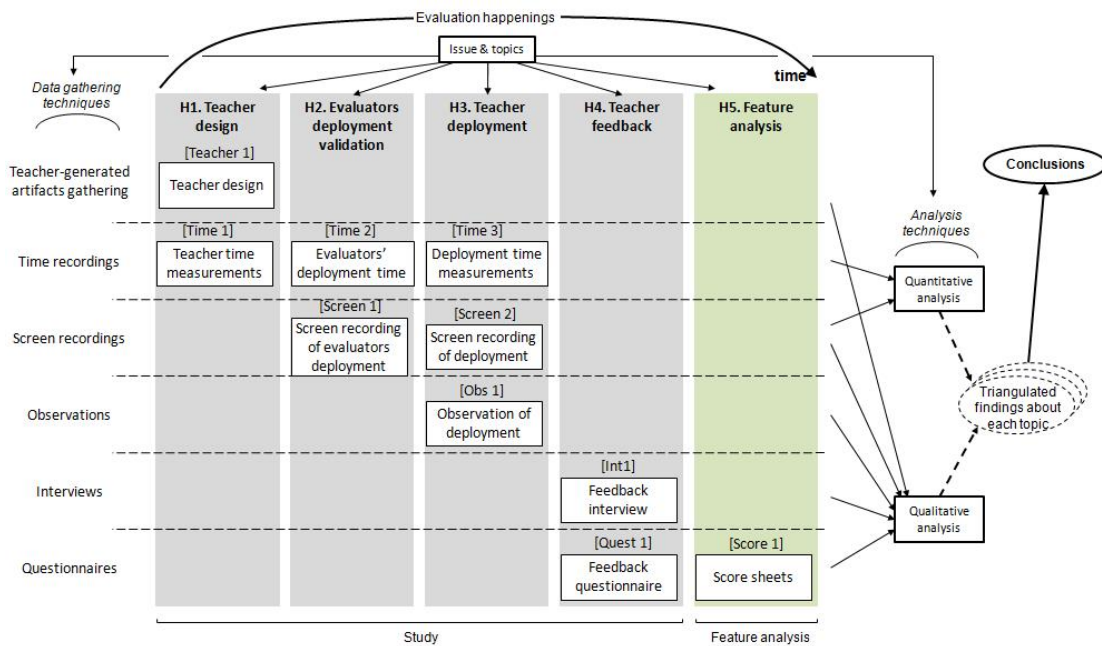 Evaluation happenings
Issue & topics
time
Data gathering
techniques
H1. Teacher
design
H2. Evaluators
deployment
validation
H3. Teacher
deployment
H4. Teacher
feedback
H5. Feature
analysis
Teacher-generated
artifacts gathering
[Teacher 1]
Teacher design
Conclusions
Analysis
techniques
Time recordings
[Time 1]
Teacher time
measurements
[Time 2]
Evaluators'
deployment time
[Time 3]
Deployment time
measurements
Quantitative
analysis
Screen recordings
[Screen 1]
Screen recording
of evaluators
deployment
[Screen 2]
Screen recording
of deployment
Triangulated
findings about
each topic
Observations
[Obs 1]
Observation of
deployment
Interviews
[Int1]
Feedback
interview
Qualitative
analysis
Questionnaires
[Quest 1]
Feedback
questionnaire
[Score 1]
Score sheets
Study
Feature analysis